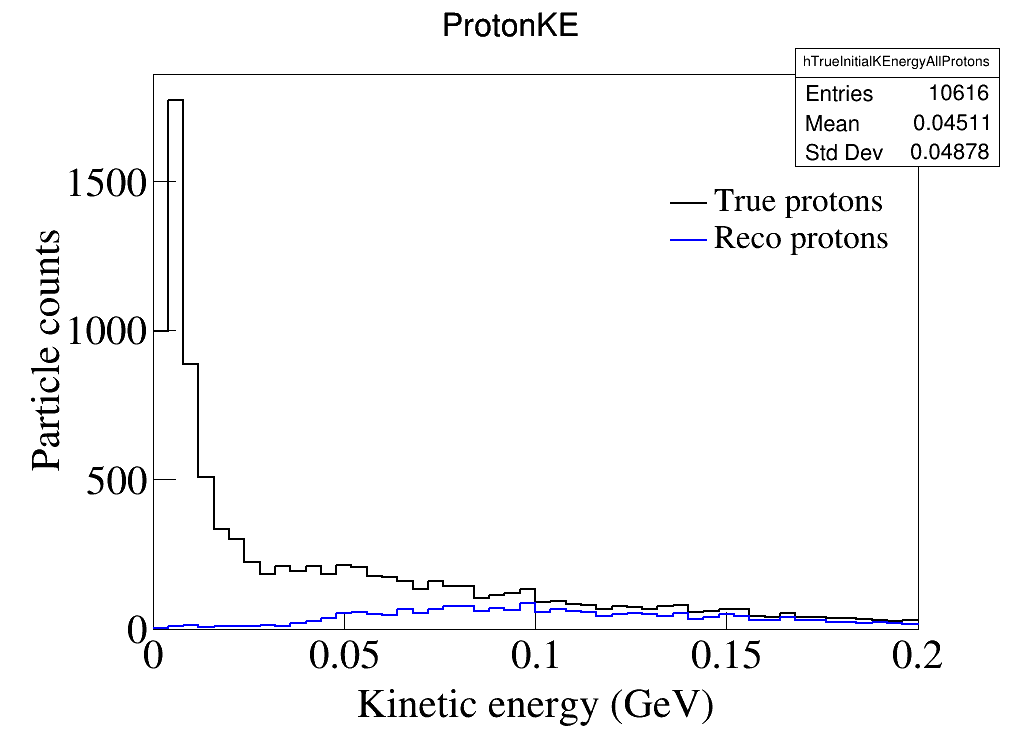 ProtonKE
hTrueInitialKEnergyAllProtons
Entries 10616
Mean 0.04511
Std Dev 0.04878
True protons
Reco protons
Particle counts
1500
1000
500
0
0 0.05 0.1 0.15 0.2
Kinetic energy (GeV)